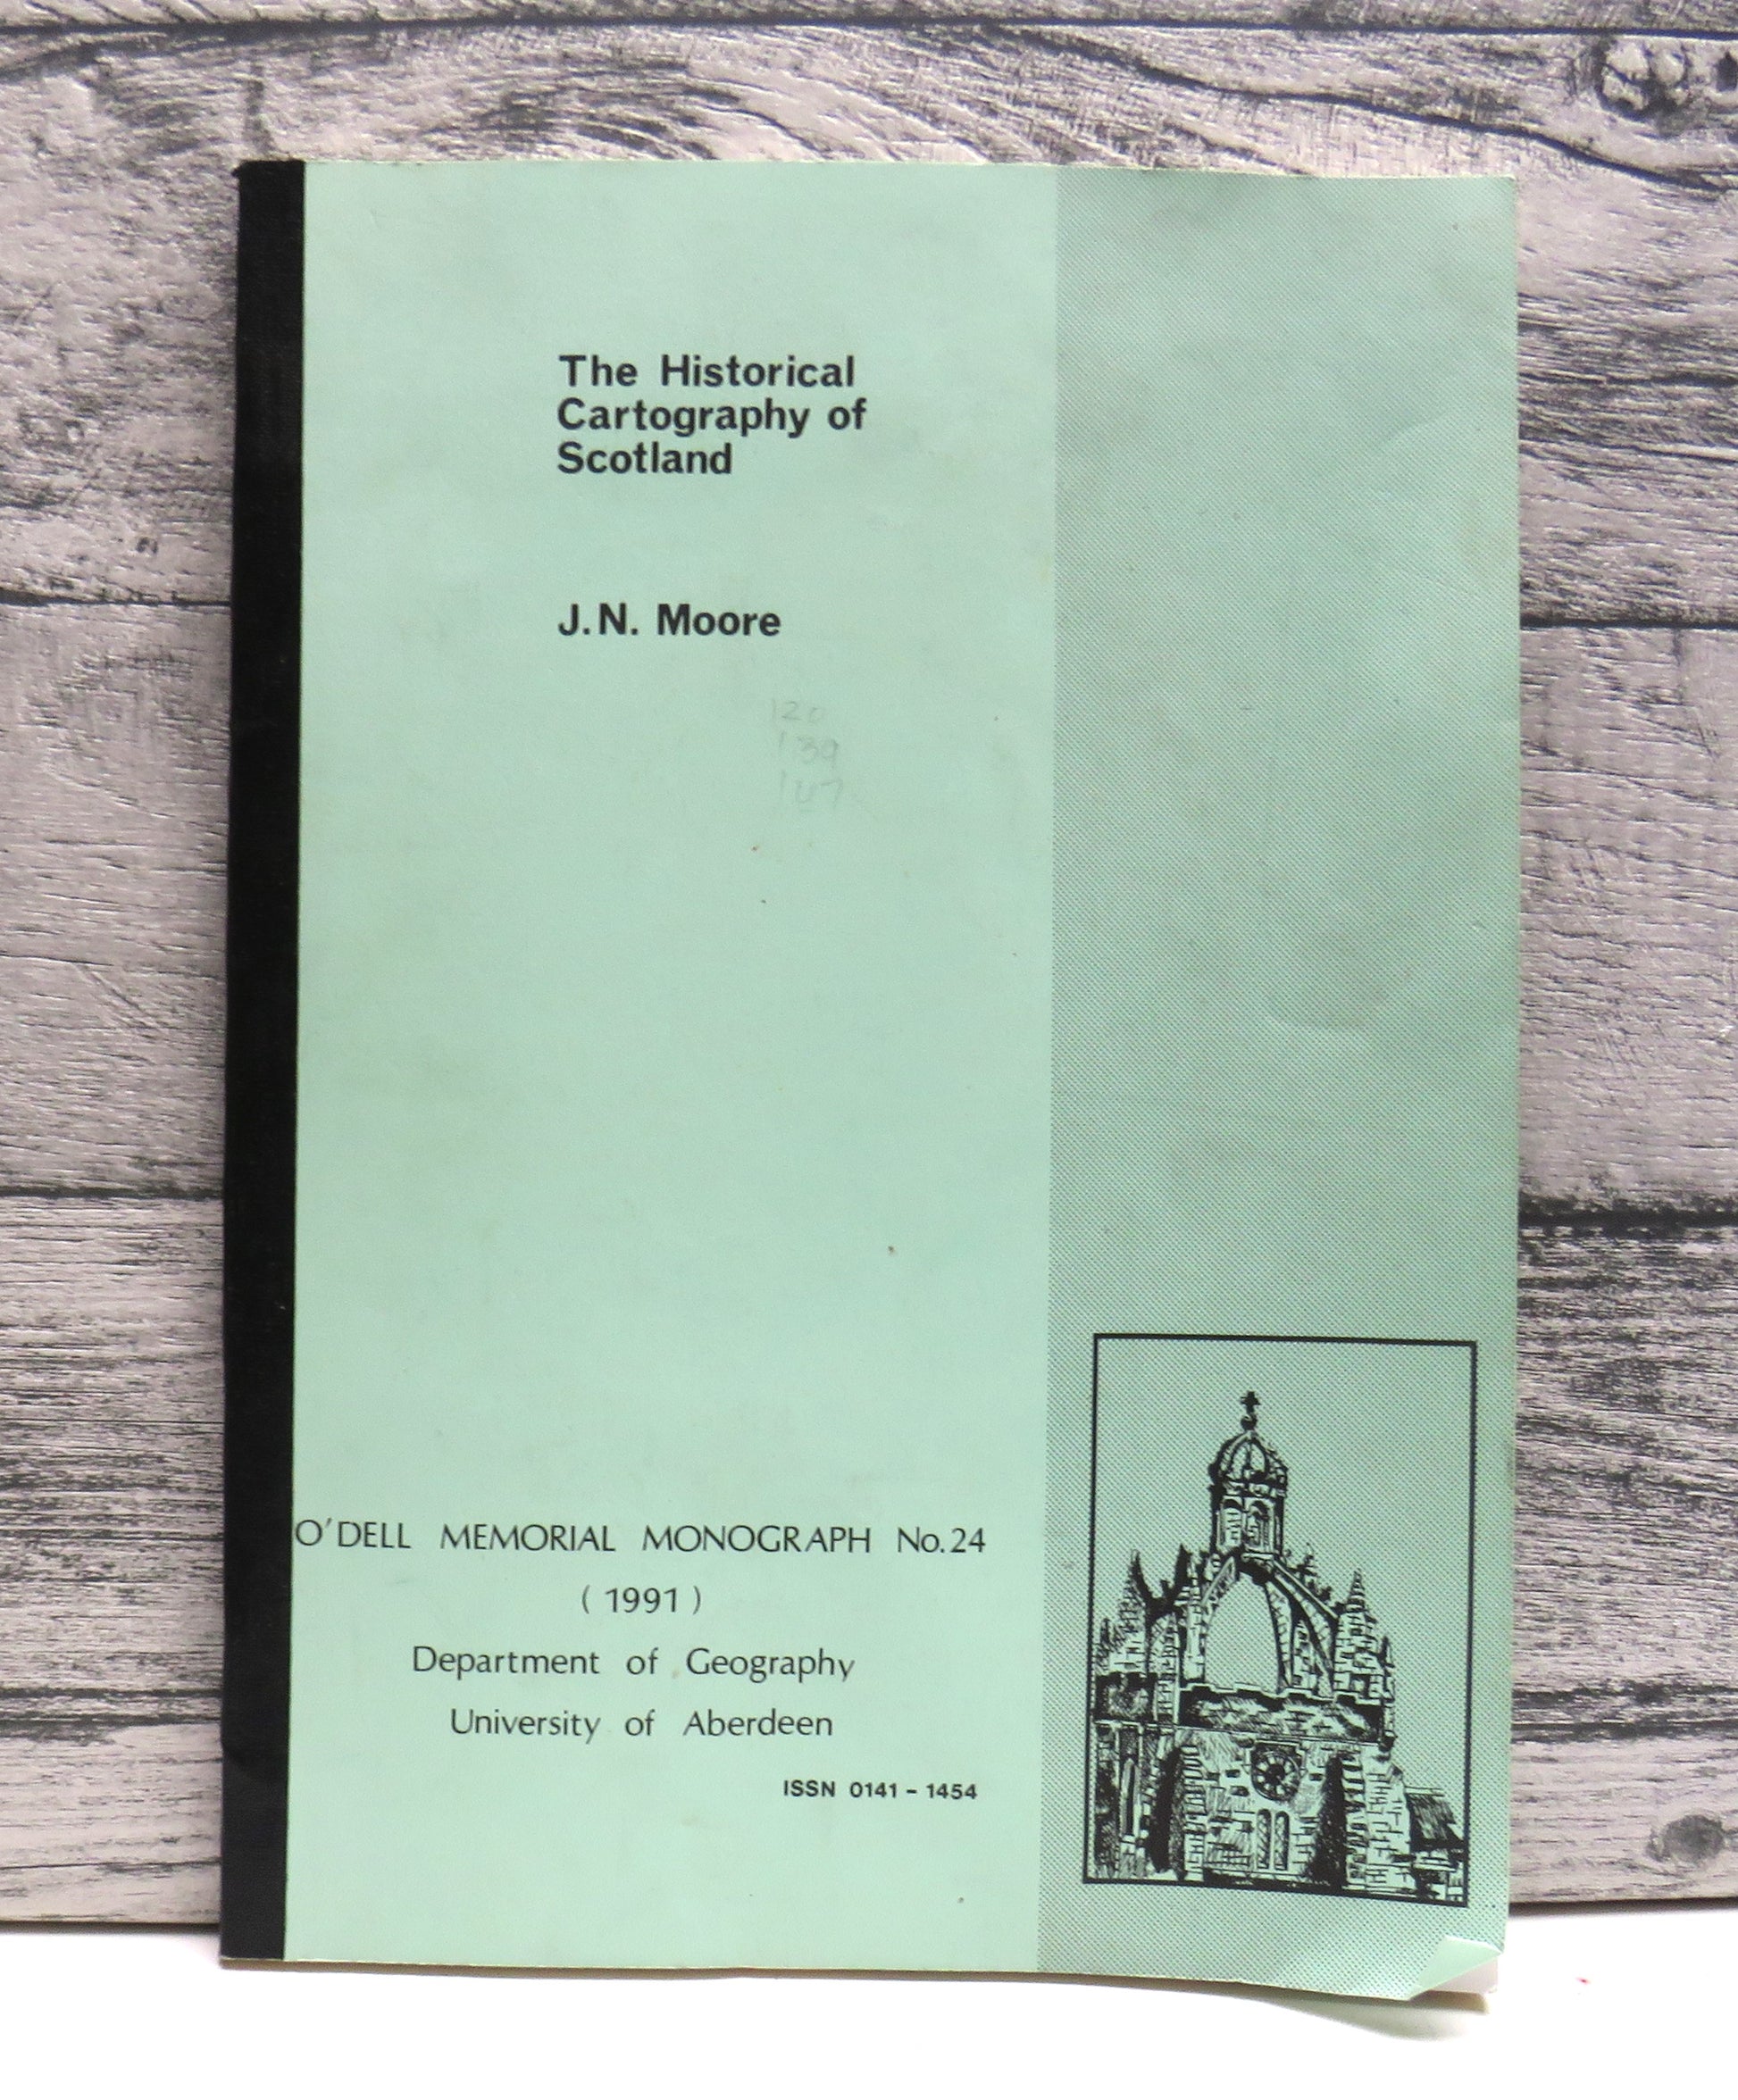 The Historical
Cartography of
Scotland
J.N. Moore
120
139
147
O'DELL MEMORIAL MONOGRAPH No.24
(1991)
Department of Geography
University of Aberdeen
ISSN 0141-1454